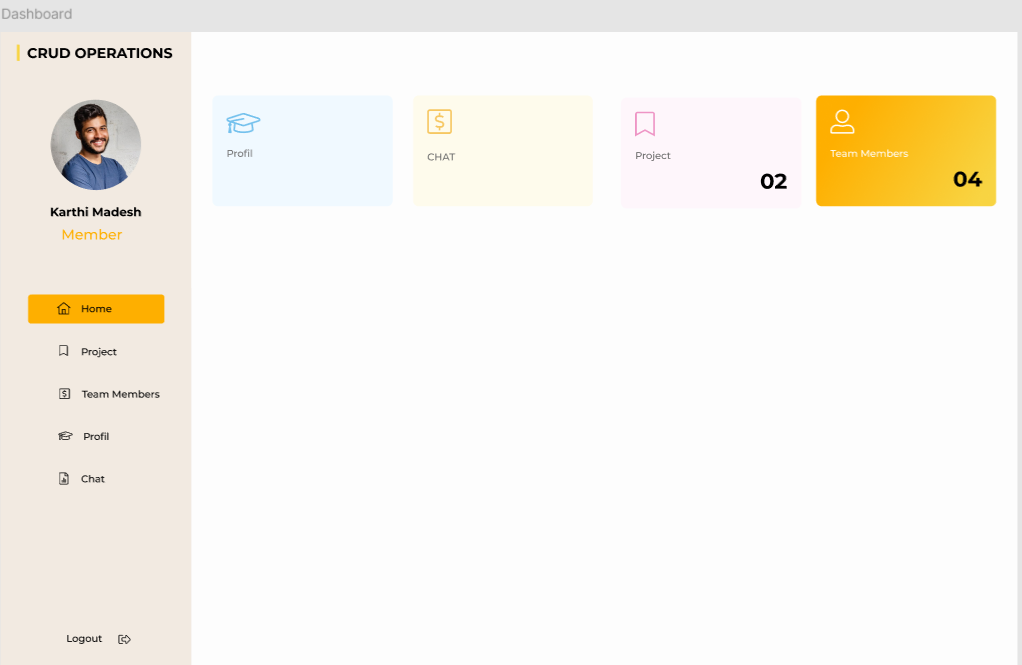 Dashboard
CRUD OPERATIONS
Karthi Madesh
Member
Home
Project
Team Members
Profil
Chat
Logout
Profil
CHAT
Project
02
Team Members
04